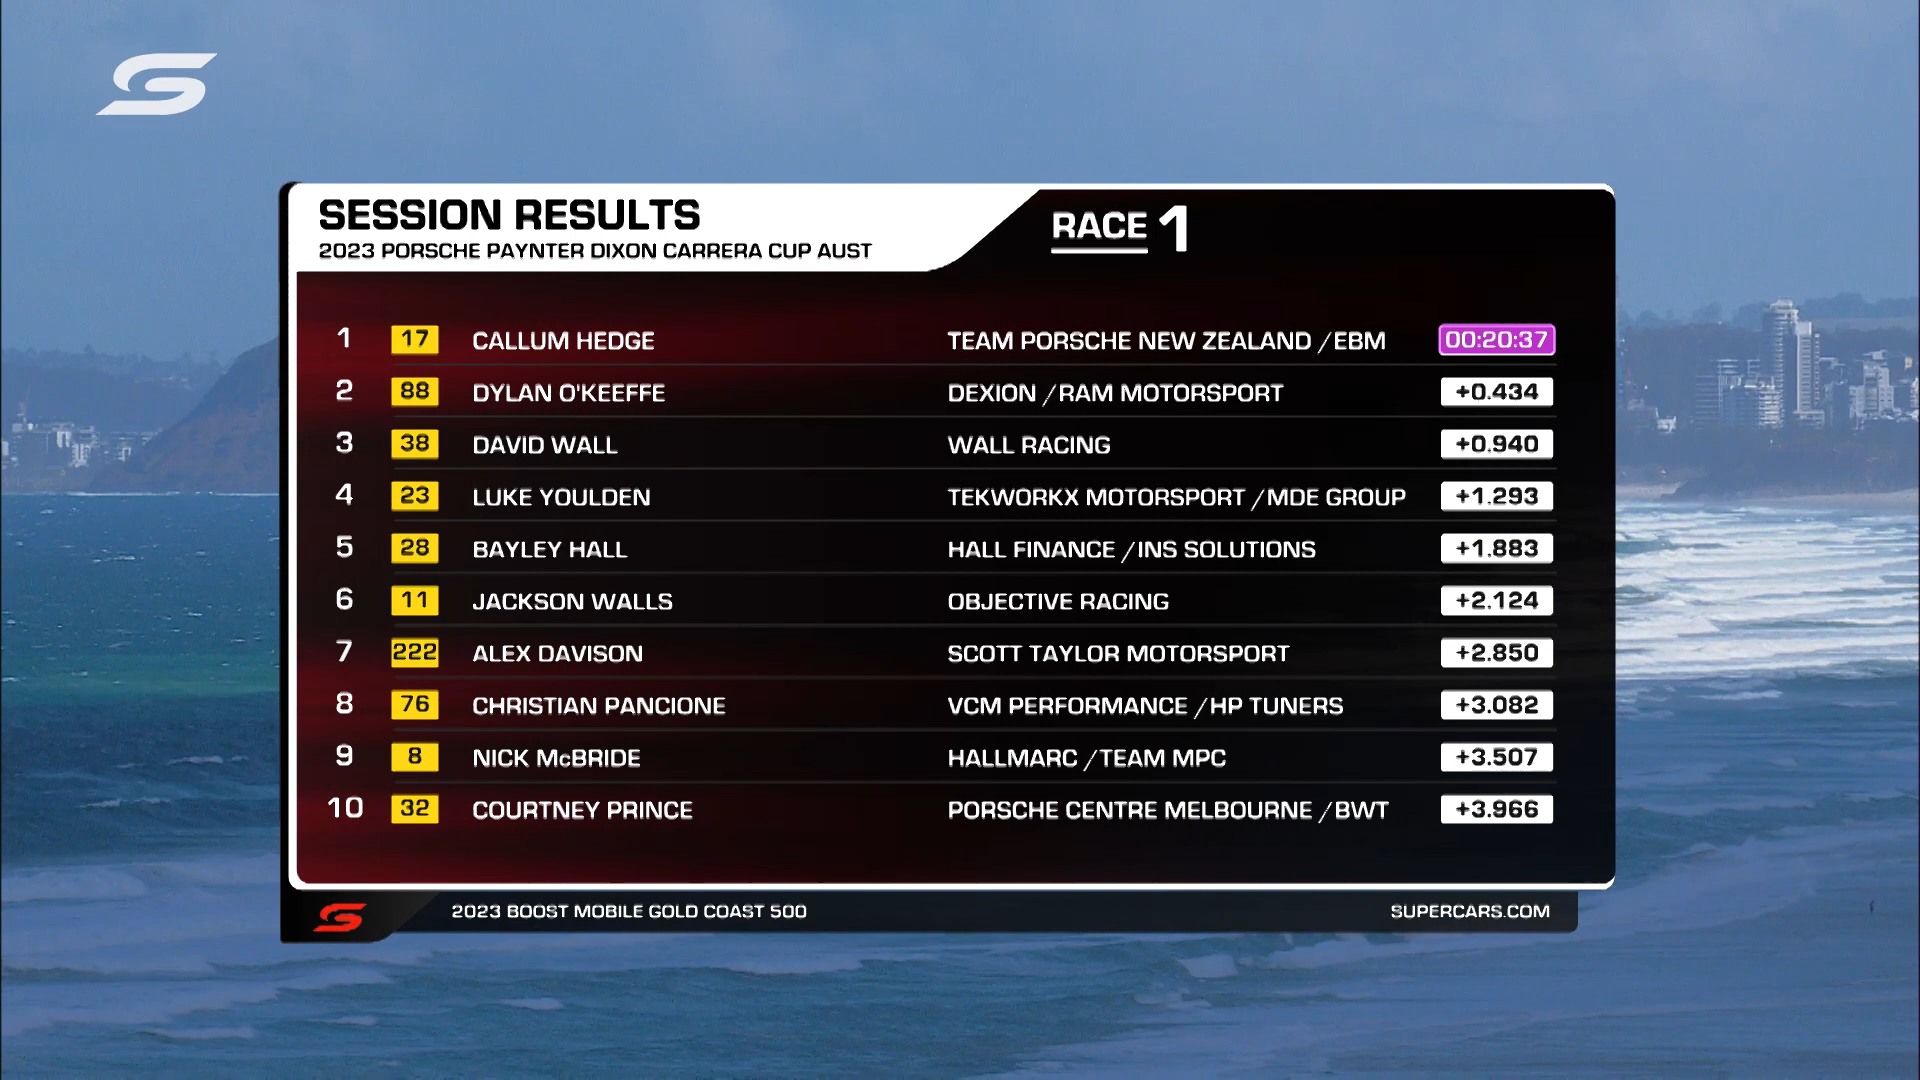 SESSION RESULTS
2023 PORSCHE PAYNTER DIXON CARRERA CUP AUST
RACE 1
1 17 CALLUM HEDGE TEAM PORSCHE NEW ZEALAND /EBM 00:20:37
2 88 DYLAN O'KEEFFE DEXION /RAM MOTORSPORT +0.434
3 38 DAVID WALL WALL RACING +0.940
4 23 LUKE YOULDEN TEKWORKX MOTORSPORT /MDE GROUP +1.293
5 28 BAYLEY HALL HALL FINANCE /INS SOLUTIONS +1.883
6 11 JACKSON WALLS OBJECTIVE RACING +2.124
7 222 ALEX DAVISON SCOTT TAYLOR MOTORSPORT +2.850
8 76 CHRISTIAN PANCIONE VCM PERFORMANCE /HP TUNERS +3.082
9 8 NICK McBRIDE HALLMARC /TEAM MPC +3.507
10 32 COURTNEY PRINCE PORSCHE CENTRE MELBOURNE /BWT +3.966
2023 BOOST MOBILE GOLD COAST 500 SUPERCARS.COM